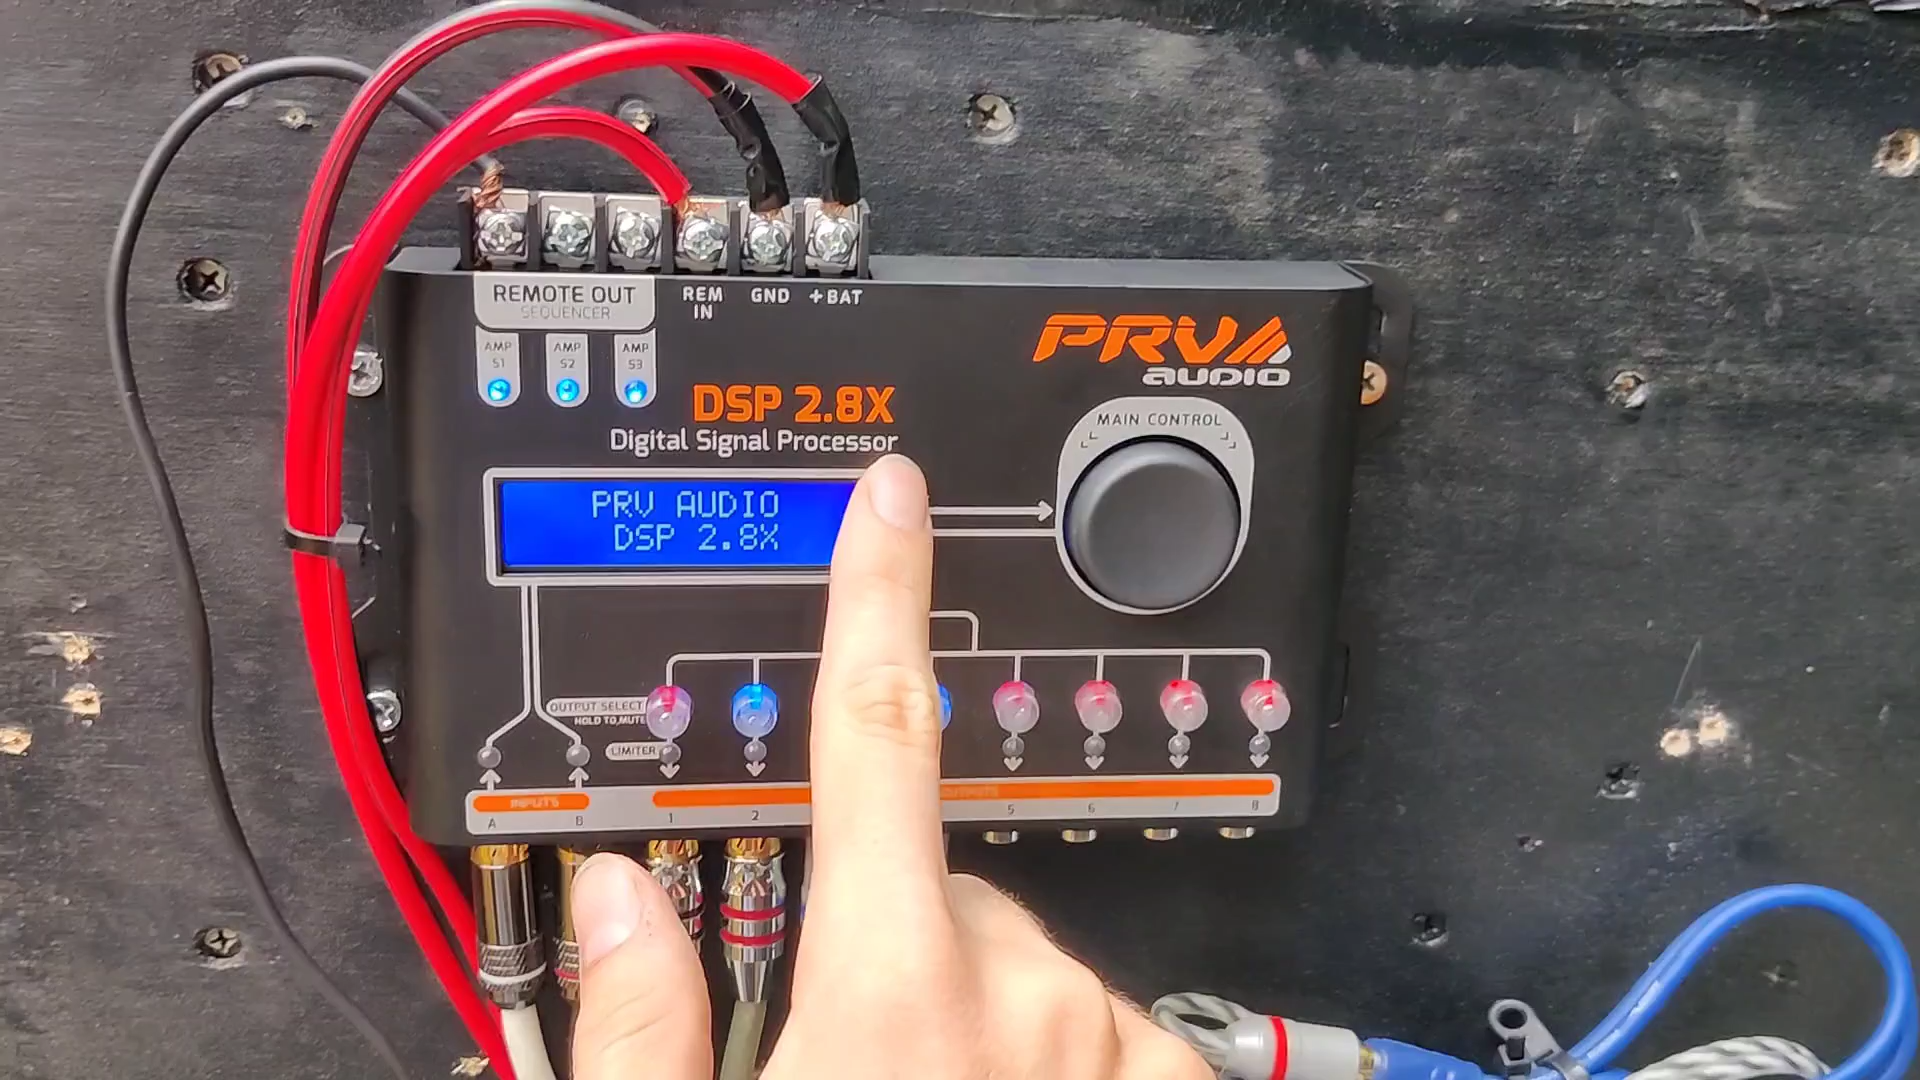 REMOTE OUT
SEQUENCER
REM
IN
GND
+BAT
AMP
S1
AMP
S2
AMP
S3
PRV
AUDIO
DSP 2.8X
Digital Signal Processor
MAIN CONTROL
PRV AUDIO
DSP 2.8X
OUTPUT SELECT
HOLD TO MUTE
LIMITER
INPUTS
OUTPUTS
A
B
1
2
5
6
7
8